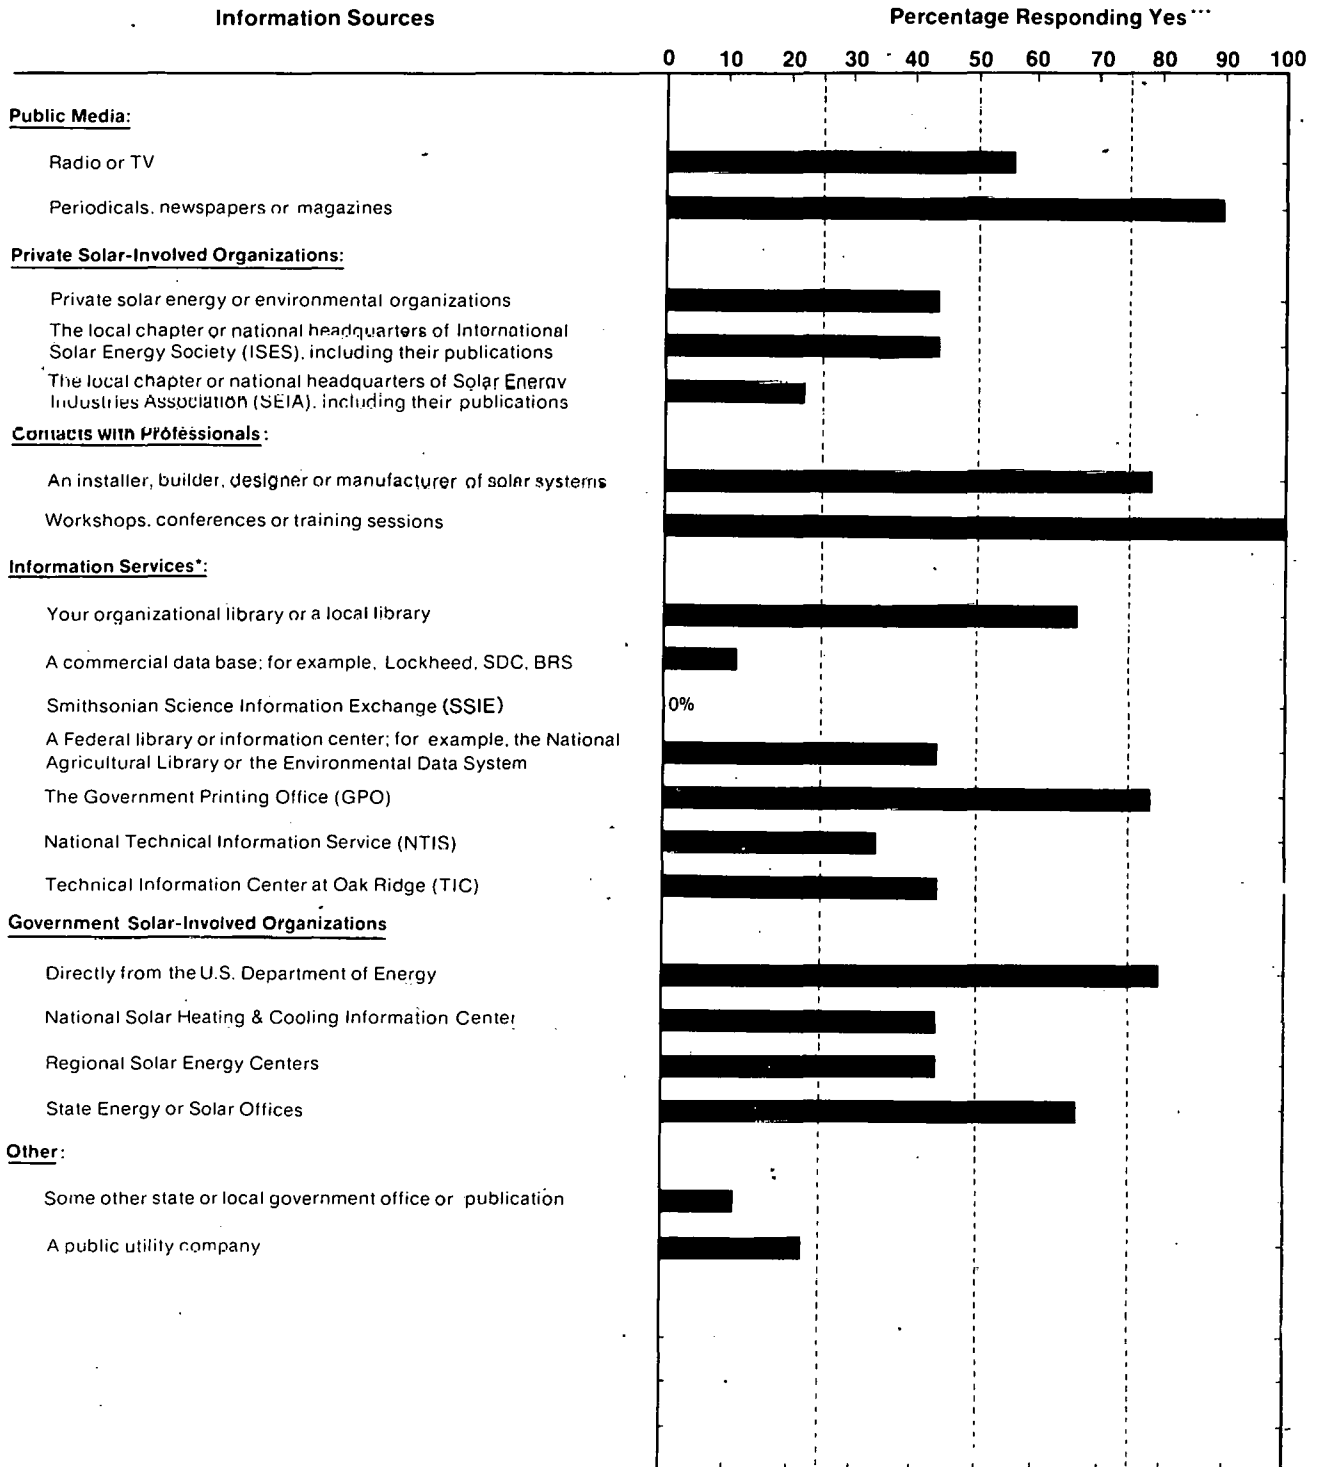 Information Sources
Percentage Responding Yes***
0 10 20 30 40 50 60 70 80 90 100
Public Media:
Radio or TV
Periodicals, newspapers or magazines
Private Solar-Involved Organizations:
Private solar energy or environmental organizations
The local chapter or national headquarters of International
Solar Energy Society (ISES), including their publications
The local chapter or national headquarters of Solar Energy
Industries Association (SEIA), including their publications
Contacts with Professionals:
An installer, builder, designer or manufacturer of solar systems
Workshops, conferences or training sessions
Information Services*:
Your organizational library or a local library
A commercial data base; for example, Lockheed, SDC, BRS
Smithsonian Science Information Exchange (SSIE)
0%
A Federal library or information center; for example, the National
Agricultural Library or the Environmental Data System
The Government Printing Office (GPO)
National Technical Information Service (NTIS)
Technical Information Center at Oak Ridge (TIC)
Government Solar-Involved Organizations
Directly from the U.S. Department of Energy
National Solar Heating & Cooling Information Center
Regional Solar Energy Centers
State Energy or Solar Offices
Other:
Some other state or local government office or publication
A public utility company